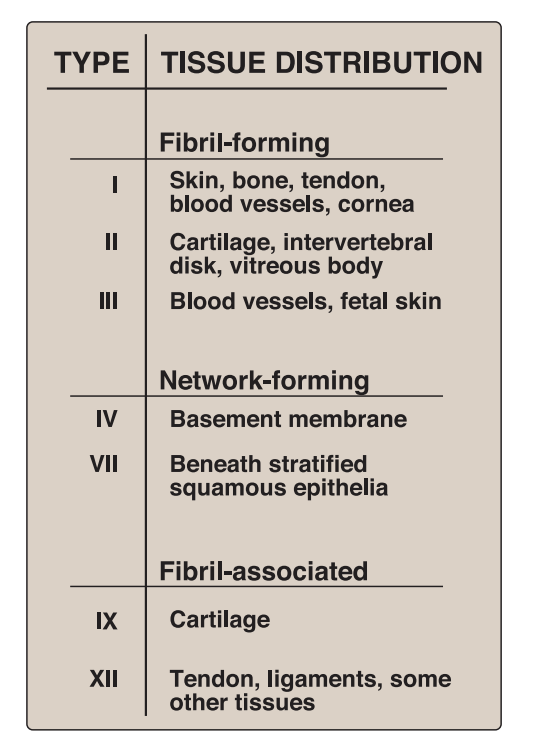 TYPE TISSUE DISTRIBUTION
Fibril-forming
I Skin, bone, tendon,
blood vessels, cornea
II Cartilage, intervertebral
disk, vitreous body
III Blood vessels, fetal skin
Network-forming
IV Basement membrane
VII Beneath stratified
squamous epithelia
Fibril-associated
IX Cartilage
XII Tendon, ligaments, some
other tissues